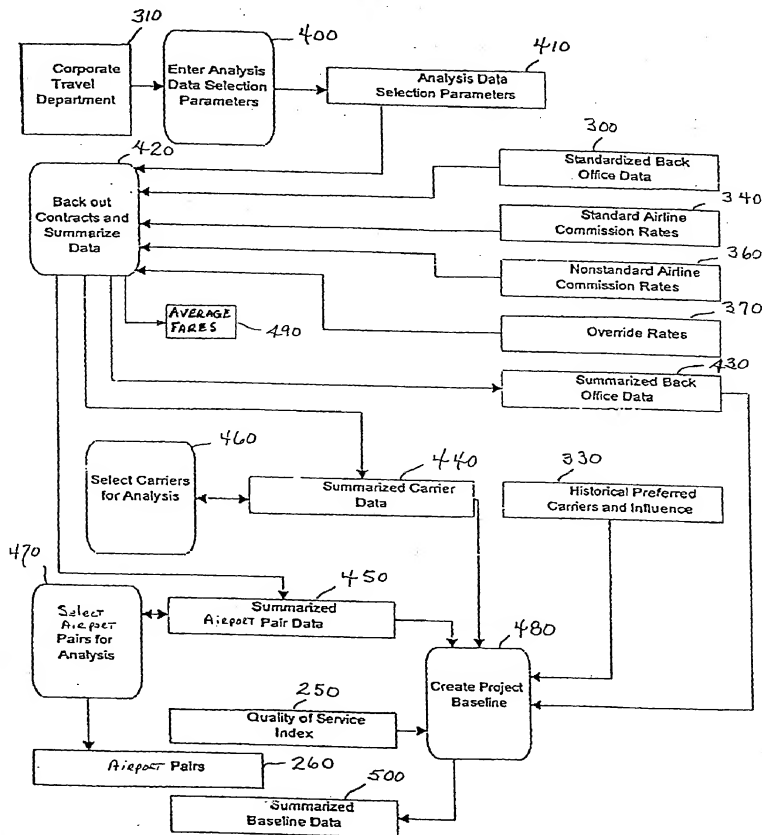 310
400
410
Corporate
Travel
Department
Enter Analysis
Data Selection
Parameters
Analysis Data
Selection Parameters
420
300
Back out
Contracts and
Summarize
Data
Standardized Back
Office Data
340
Standard Airline
Commission Rates
360
Nonstandard Airline
Commission Rates
370
AVERAGE
FARES
490
Override Rates
430
Summarized Back
Office Data
460
440
330
Select Carriers
for Analysis
Summarized Carrier
Data
Historical Preferred
Carriers and Influence
470
450
480
Select
Airport
Pairs for
Analysis
Summarized
Airport Pair Data
Create Project
Baseline
250
Quality of Service
Index
Airport Pairs
260
500
Summarized
Baseline Data